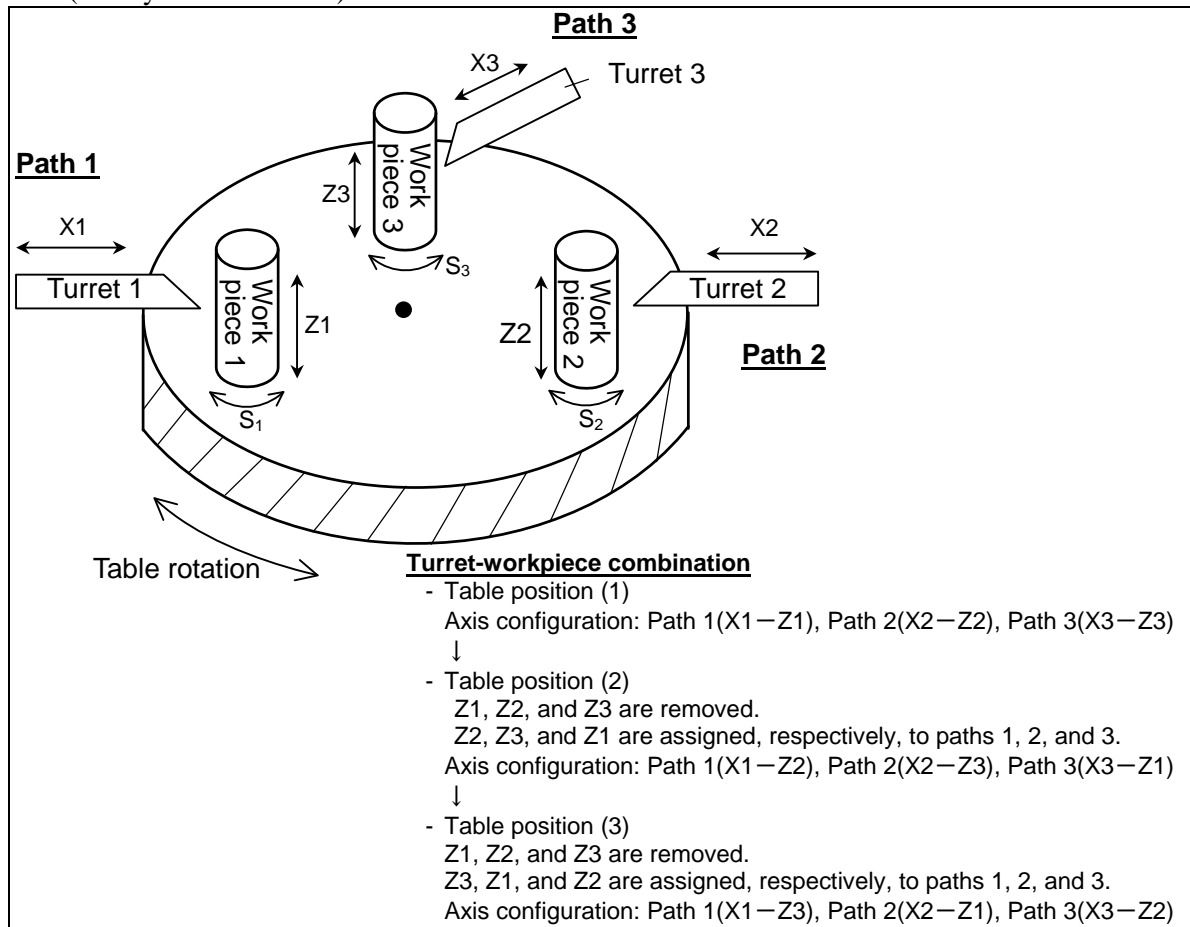 Path 3
X3
Turret 3
Path 1
Work
piece 3
Z3
X1
X2
S3
Turret 1
Work
piece 1
Z1
Z2
Work
piece 2
Turret 2
Path 2
S1
S2
Table rotation
Turret-workpiece combination
- Table position (1)
Axis configuration: Path 1(X1－Z1), Path 2(X2－Z2), Path 3(X3－Z3)
↓
- Table position (2)
Z1, Z2, and Z3 are removed.
Z2, Z3, and Z1 are assigned, respectively, to paths 1, 2, and 3.
Axis configuration: Path 1(X1－Z2), Path 2(X2－Z3), Path 3(X3－Z1)
↓
- Table position (3)
Z1, Z2, and Z3 are removed.
Z3, Z1, and Z2 are assigned, respectively, to paths 1, 2, and 3.
Axis configuration: Path 1(X1－Z3), Path 2(X2－Z1), Path 3(X3－Z2)